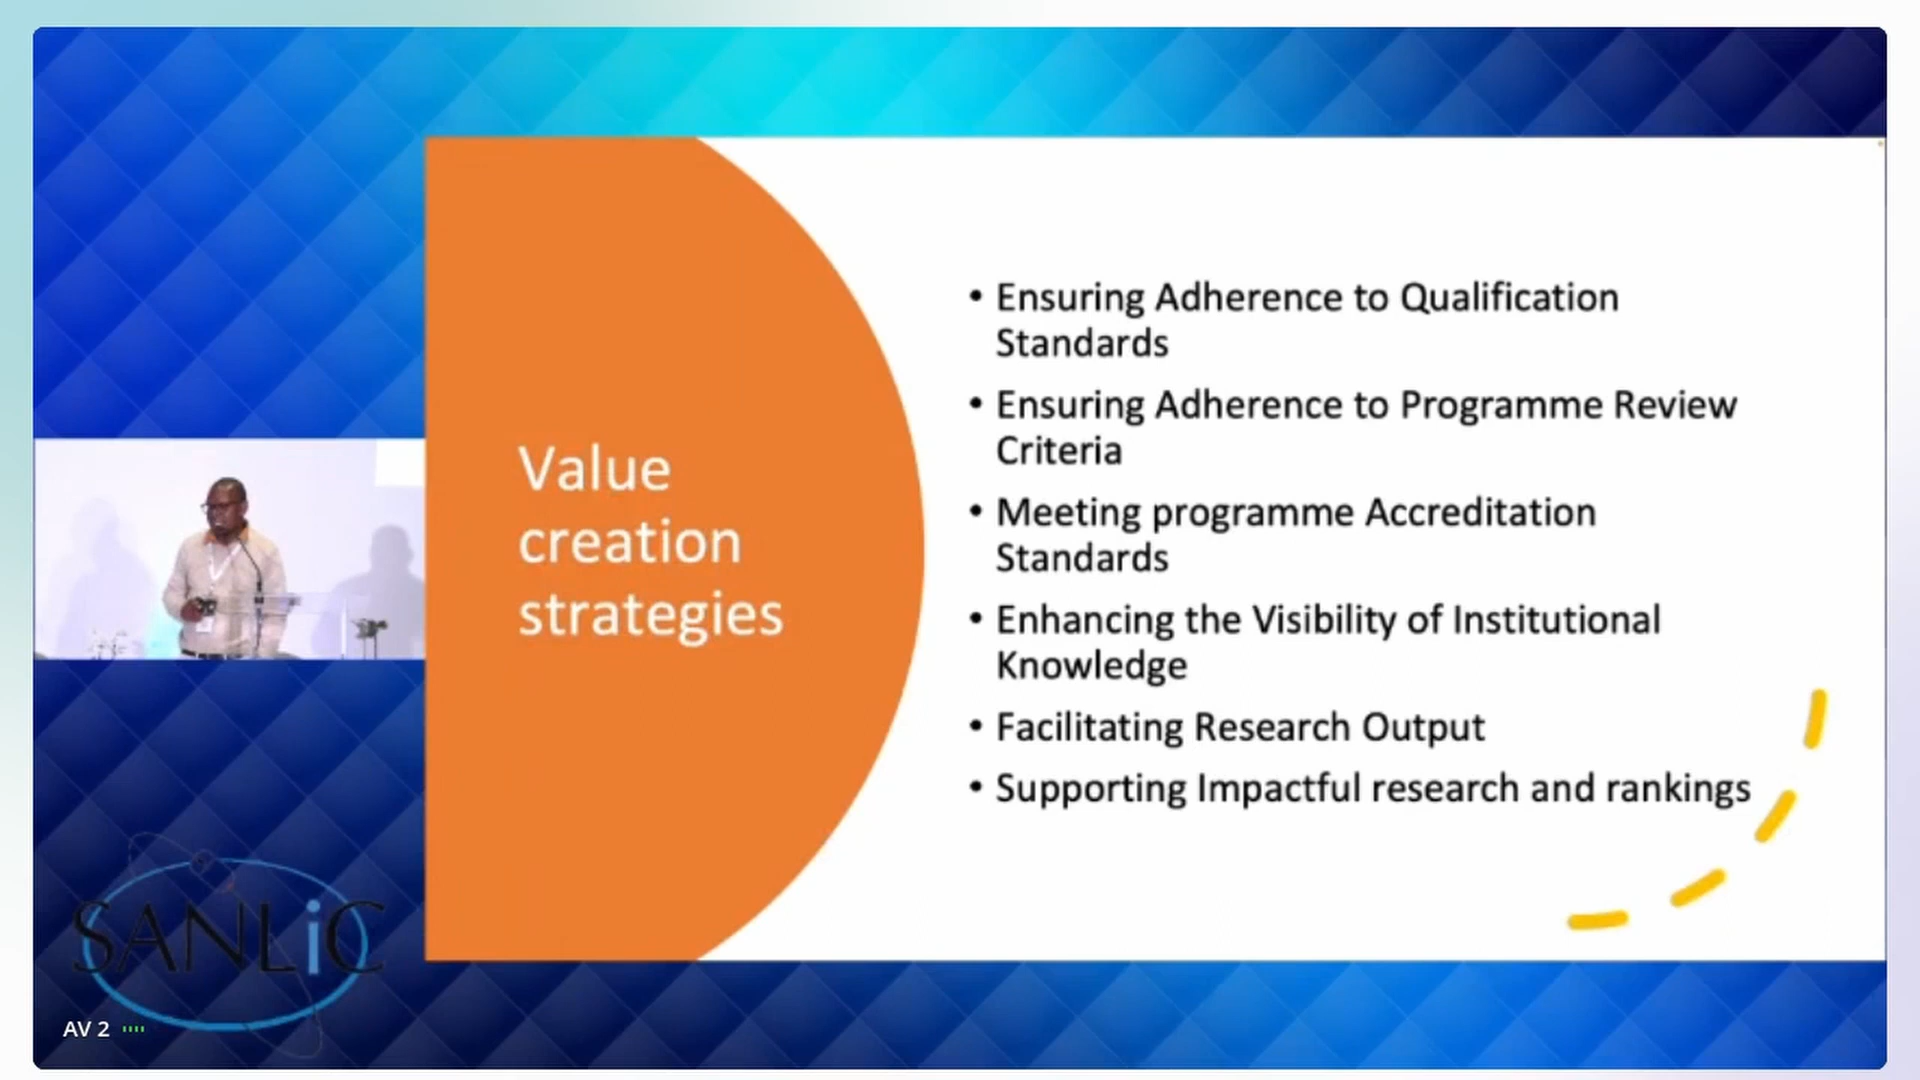 Value
creation
strategies
• Ensuring Adherence to Qualification
Standards
• Ensuring Adherence to Programme Review
Criteria
• Meeting programme Accreditation
Standards
• Enhancing the Visibility of Institutional
Knowledge
• Facilitating Research Output
• Supporting Impactful research and rankings
SANLiC
AV 2